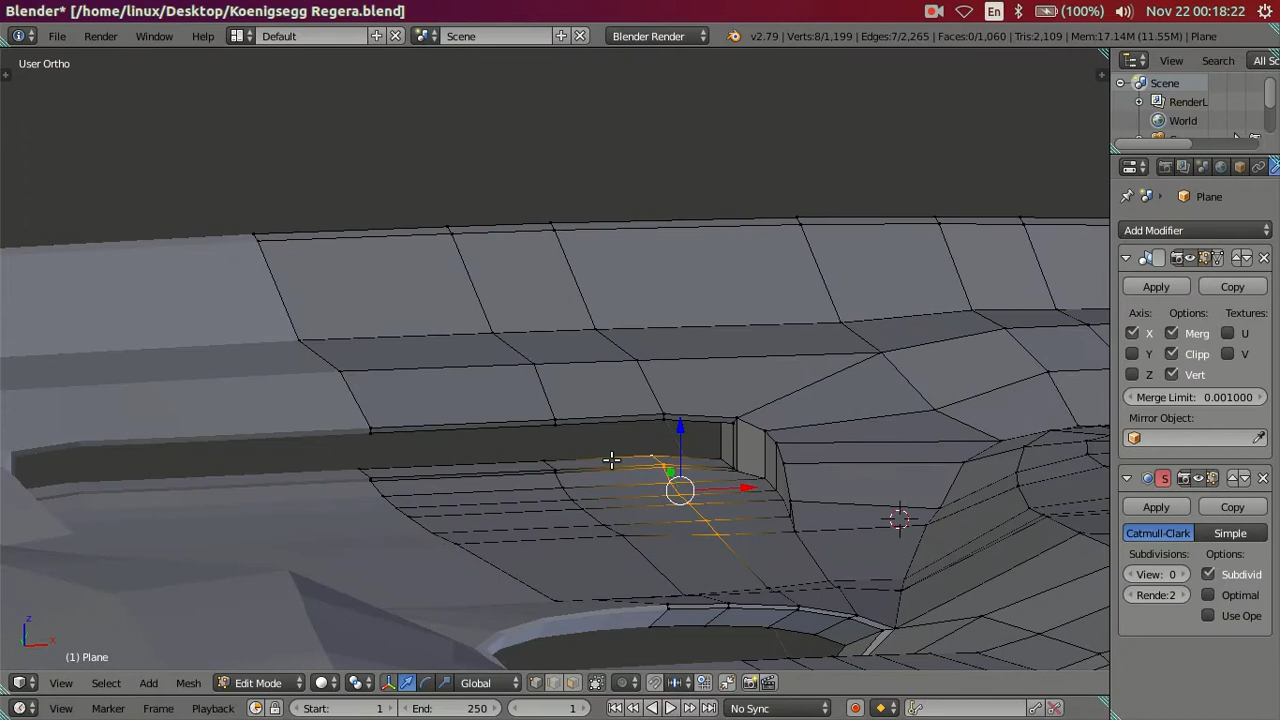 Blender* [/home/linux/Desktop/Koenigsegg Regera.blend]
En (100%) Nov 22 00:18:22
File Render Window Help Default Scene Blender Render v2.79 | Verts:8/1,199 | Edges:7/2,265 | Faces:0/1,060 | Tris:2,109 | Mem:17.14M (11.55M) | Plane
User Ortho
View Search All Sc
Scene
RenderL
World
Plane
Add Modifier
Apply Copy
Axis: Options: Textures:
X Merg U
Y Clipp V
Z Vert
Merge Limit: 0.001000
Mirror Object:
S
Apply Copy
Catmull-Clark Simple
Subdivisions: Options:
View: 0 Subdivid
Rende:2 Optimal
Use Ope
z
x
(1) Plane
View Select Add Mesh Edit Mode Global
View Marker Frame Playback Start: 1 End: 250 1 No Sync